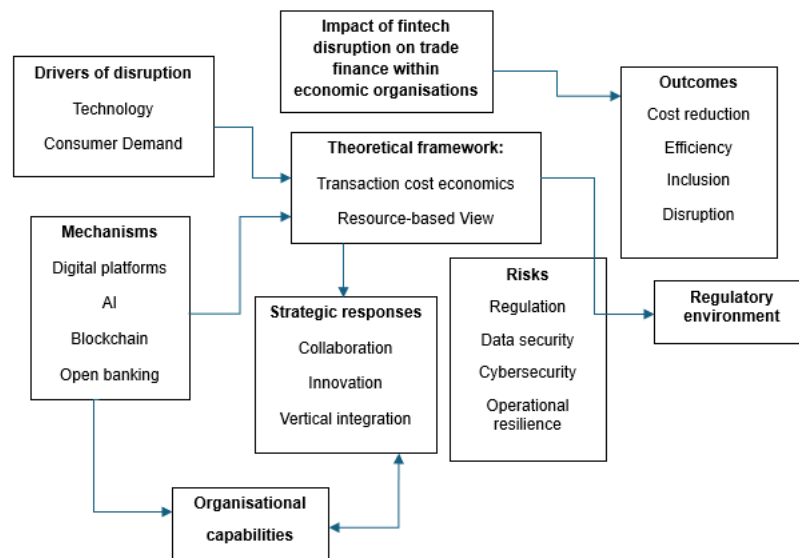 Impact of fintech
disruption on trade
finance within
economic organisations
Drivers of disruption
Technology
Consumer Demand
Outcomes
Cost reduction
Efficiency
Inclusion
Disruption
Theoretical framework:
Transaction cost economics
Resource-based View
Mechanisms
Digital platforms
AI
Blockchain
Open banking
Strategic responses
Collaboration
Innovation
Vertical integration
Risks
Regulation
Data security
Cybersecurity
Operational
resilience
Regulatory
environment
Organisational
capabilities